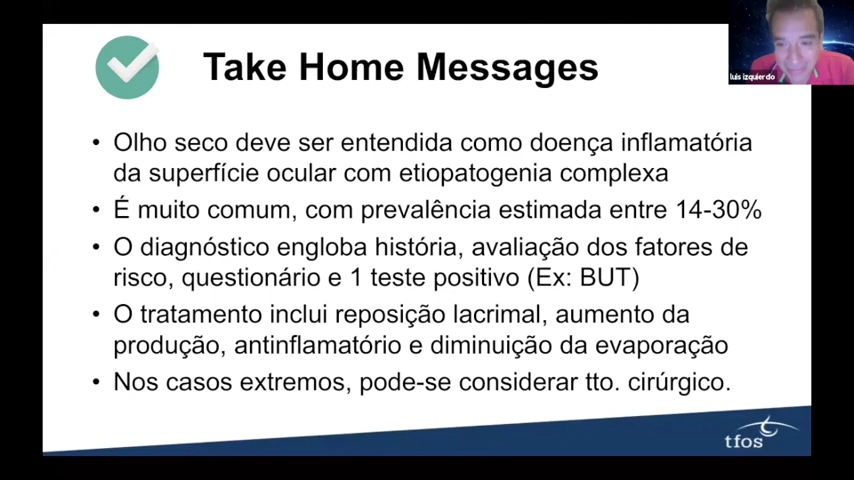 Take Home Messages
luis izquierdo
• Olho seco deve ser entendida como doença inflamatória
da superfície ocular com etiopatogenia complexa
• É muito comum, com prevalência estimada entre 14-30%
• O diagnóstico engloba história, avaliação dos fatores de
risco, questionário e 1 teste positivo (Ex: BUT)
• O tratamento inclui reposição lacrimal, aumento da
produção, antinflamatório e diminuição da evaporação
• Nos casos extremos, pode-se considerar tto. cirúrgico.
tfos